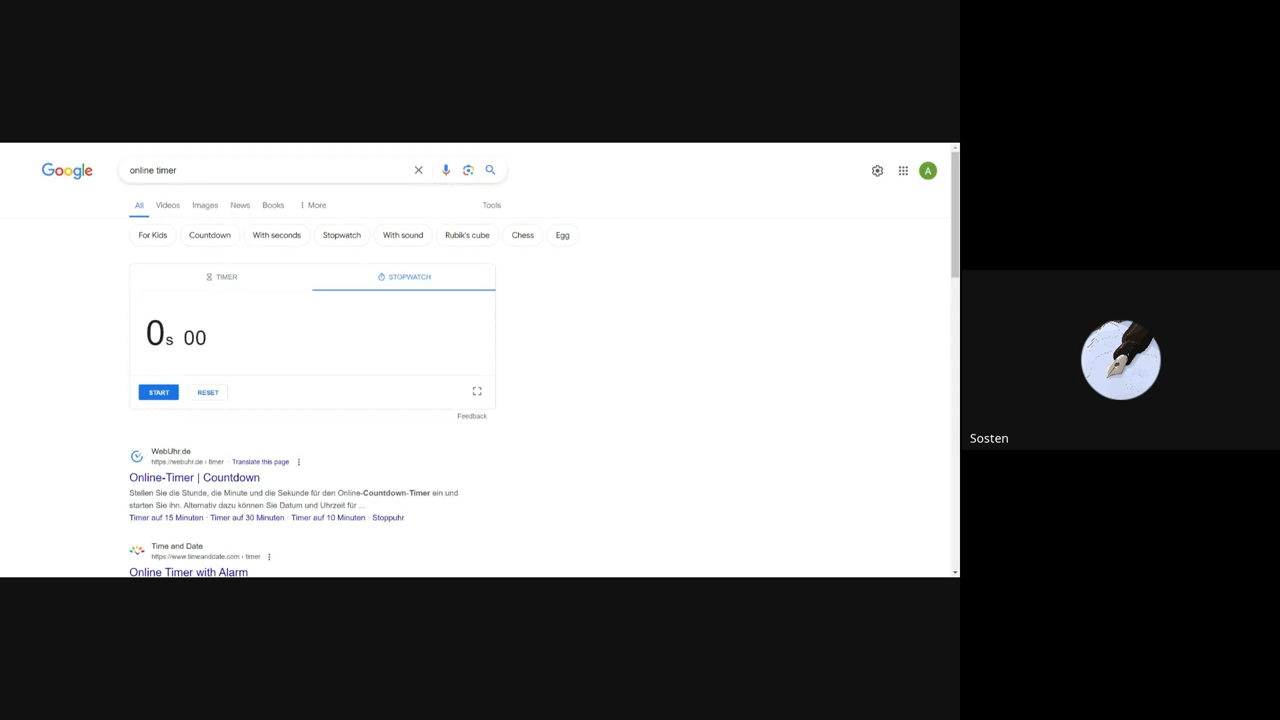 Google
online timer
A
All Videos Images News Books More Tools
For Kids Countdown With seconds Stopwatch With sound Rubik's cube Chess Egg
TIMER STOPWATCH
0s 00
START RESET
Feedback
WebUhr.de
https://webuhr.de › timer · Translate this page
Online-Timer | Countdown
Stellen Sie die Stunde, die Minute und die Sekunde für den Online-Countdown-Timer ein und
starten Sie ihn. Alternativ dazu können Sie Datum und Uhrzeit für ...
Timer auf 15 Minuten · Timer auf 30 Minuten · Timer auf 10 Minuten · Stoppuhr
Time and Date
https://www.timeanddate.com › timer
Online Timer with Alarm
Sosten